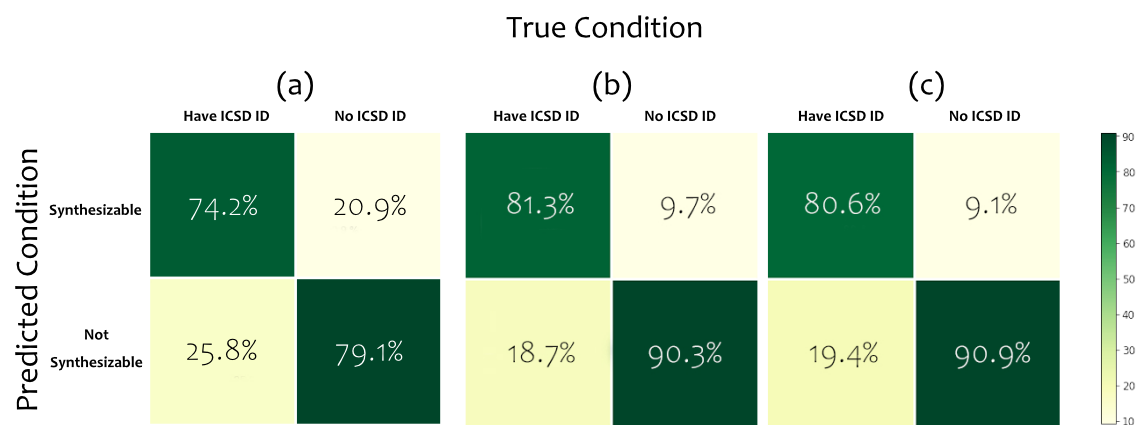 True Condition
(a) (b) (c)
Have ICSD ID No ICSD ID Have ICSD ID No ICSD ID Have ICSD ID No ICSD ID
Predicted Condition
Synthesizable 74.2% 20.9% 81.3% 9.7% 80.6% 9.1%
Not
Synthesizable 25.8% 79.1% 18.7% 90.3% 19.4% 90.9%
90
80
70
60
50
40
30
20
10